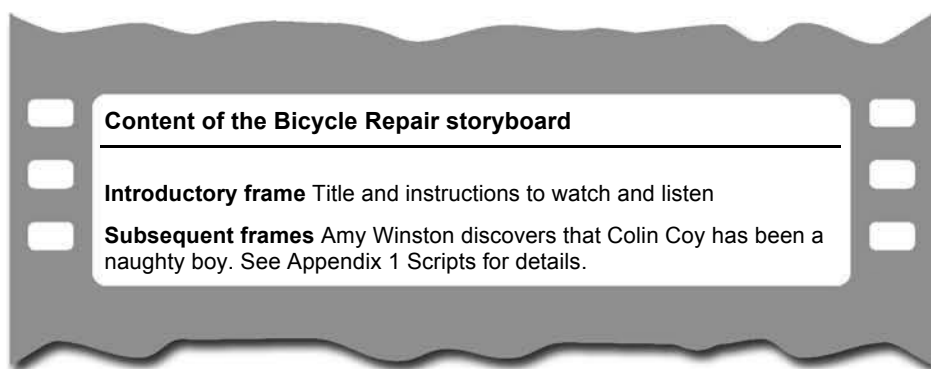 Content of the Bicycle Repair storyboard
Introductory frame Title and instructions to watch and listen
Subsequent frames Amy Winston discovers that Colin Coy has been a
naughty boy. See Appendix 1 Scripts for details.